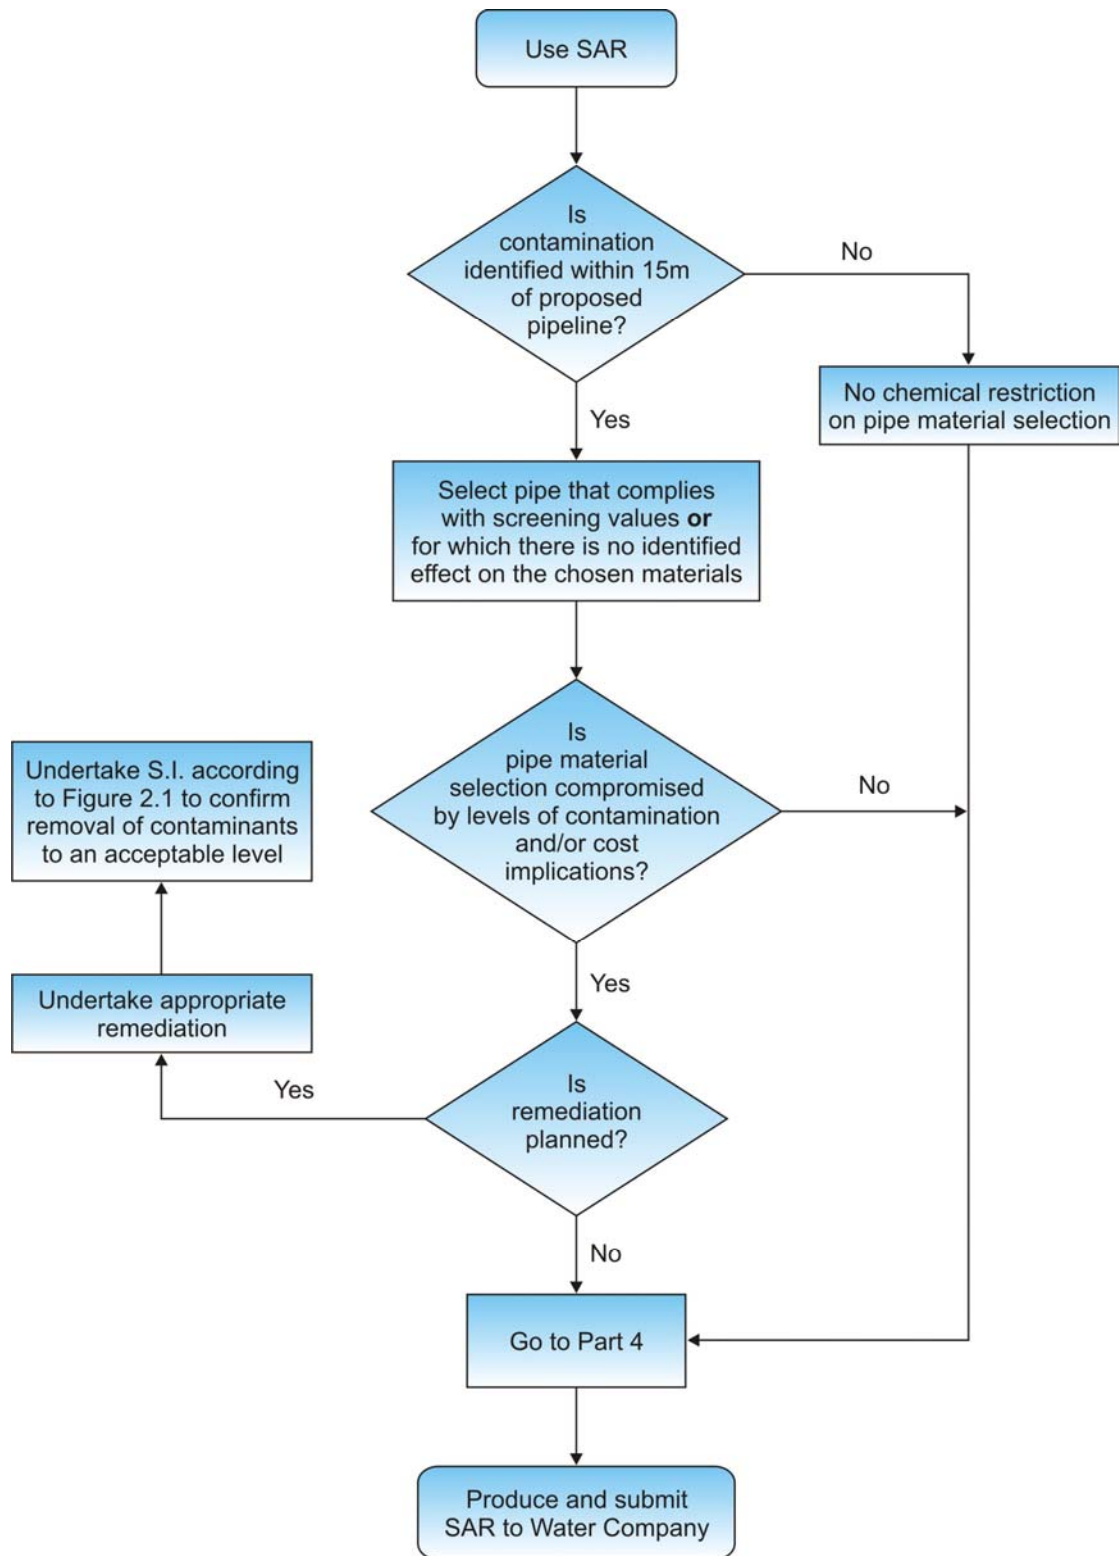 Use SAR
Is
contamination
identified within 15m
of proposed
pipeline?
No
No chemical restriction
on pipe material selection
Yes
Select pipe that complies
with screening values or
for which there is no identified
effect on the chosen materials
Is
pipe material
selection compromised
by levels of contamination
and/or cost
implications?
No
Undertake S.I. according
to Figure 2.1 to confirm
removal of contaminants
to an acceptable level
Yes
Undertake appropriate
remediation
Is
remediation
planned?
Yes
No
Go to Part 4
Produce and submit
SAR to Water Company